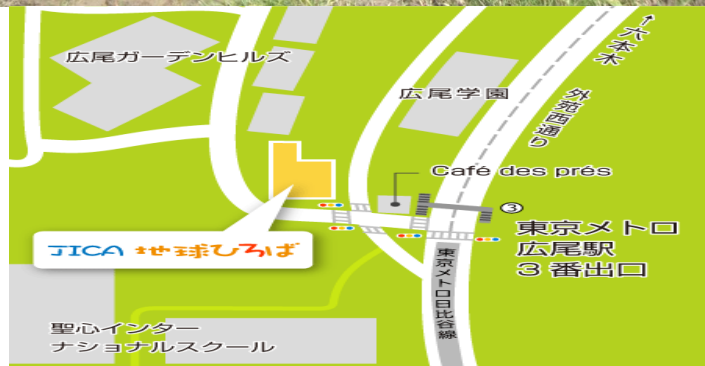 広尾ガーデンヒルズ
↑六本木
広尾学園
外苑西通り
Café des prés
③
東京メトロ
広尾駅
3番出口
JICA 地球ひろば
東京メトロ日比谷線
聖心インター
ナショナルスクール